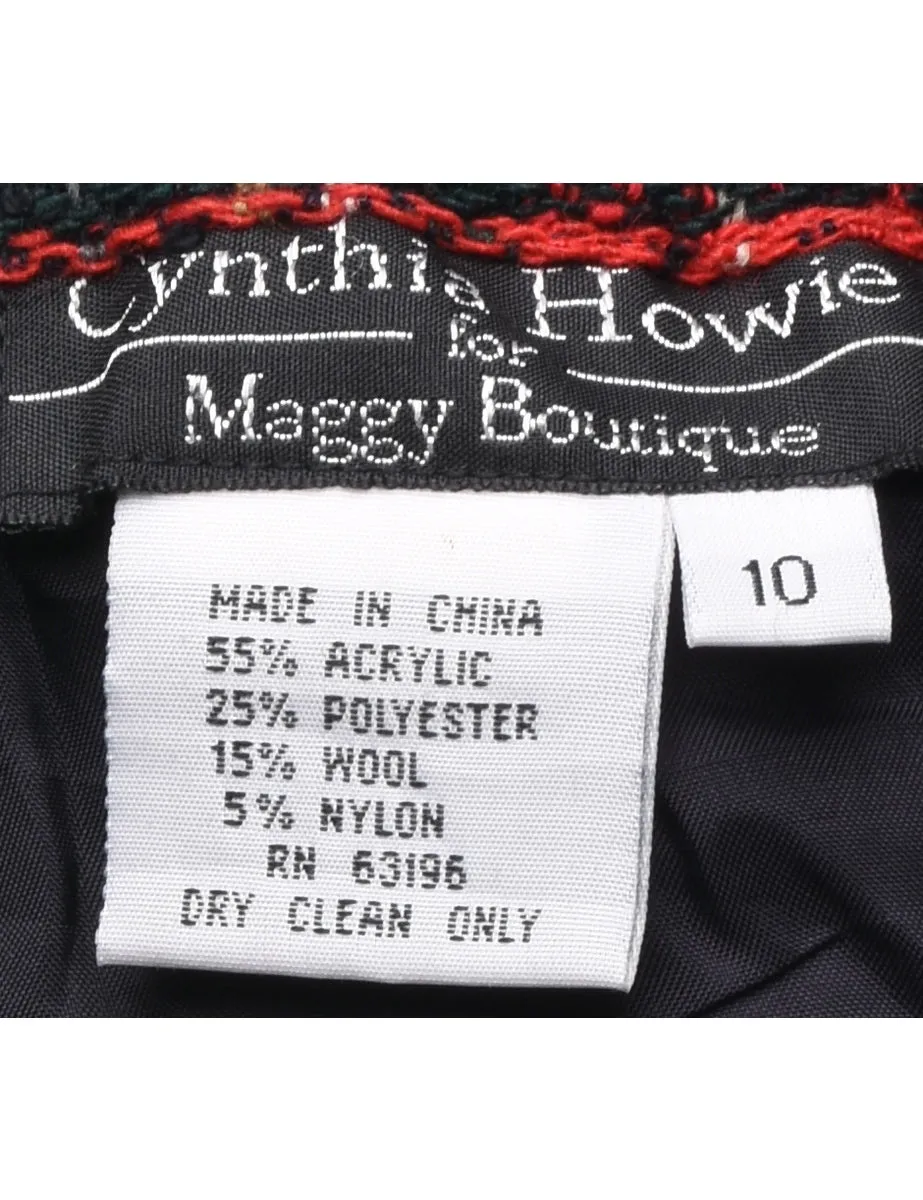 Cynthia Howie
for
Maggy Boutique
10
MADE IN CHINA
55% ACRYLIC
25% POLYESTER
15% WOOL
5% NYLON
RN 63196
DRY CLEAN ONLY